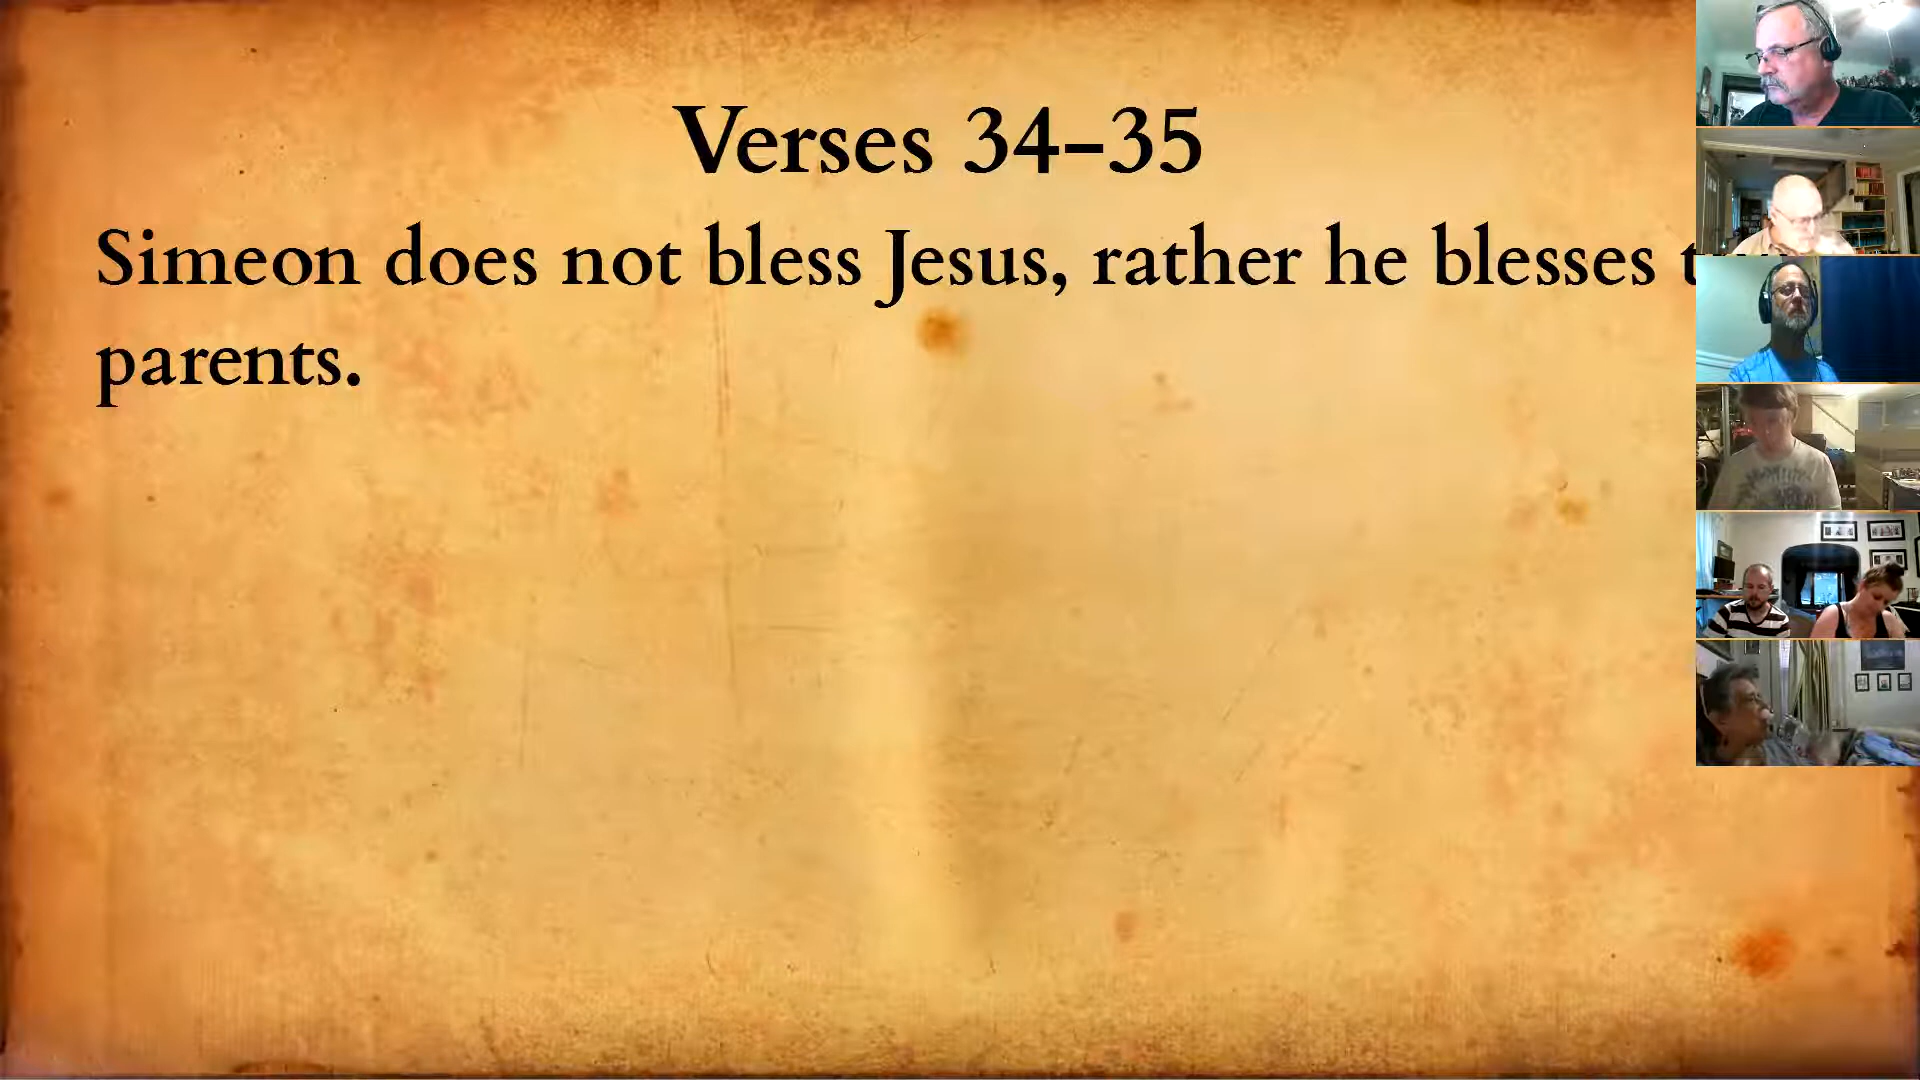 Verses 34–35
Simeon does not bless Jesus, rather he blesses
parents.